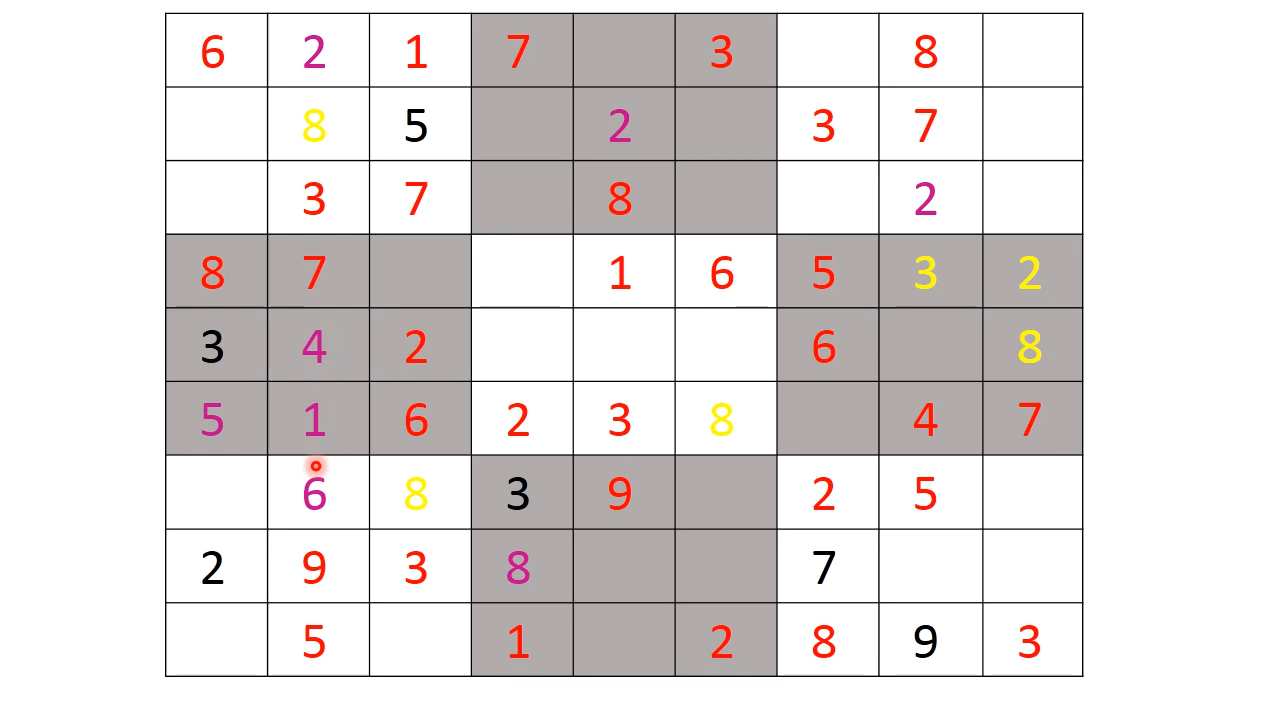 6 2 1 7 3 8
8 5 2 3 7
3 7 8 2
8 7 1 6 5 3 2
3 4 2 6 8
5 1 6 2 3 8 4 7
6 8 3 9 2 5
2 9 3 8 7
5 1 2 8 9 3